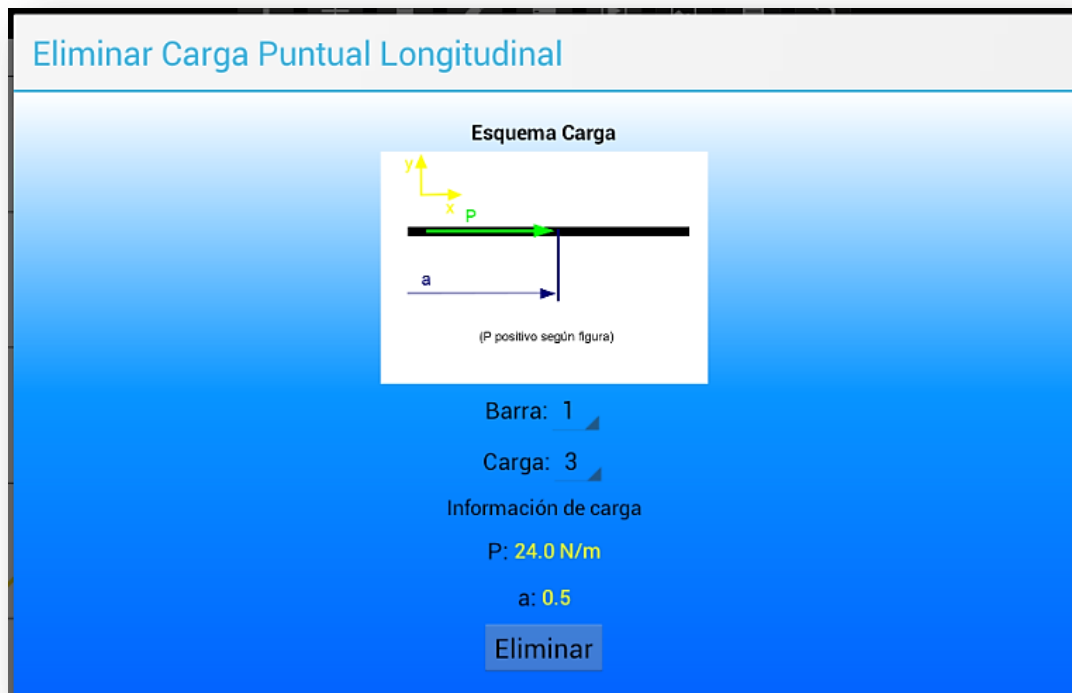 Eliminar Carga Puntual Longitudinal
Esquema Carga
y
x
P
a
(P positivo según figura)
Barra: 1
Carga: 3
Información de carga
P: 24.0 N/m
a: 0.5
Eliminar